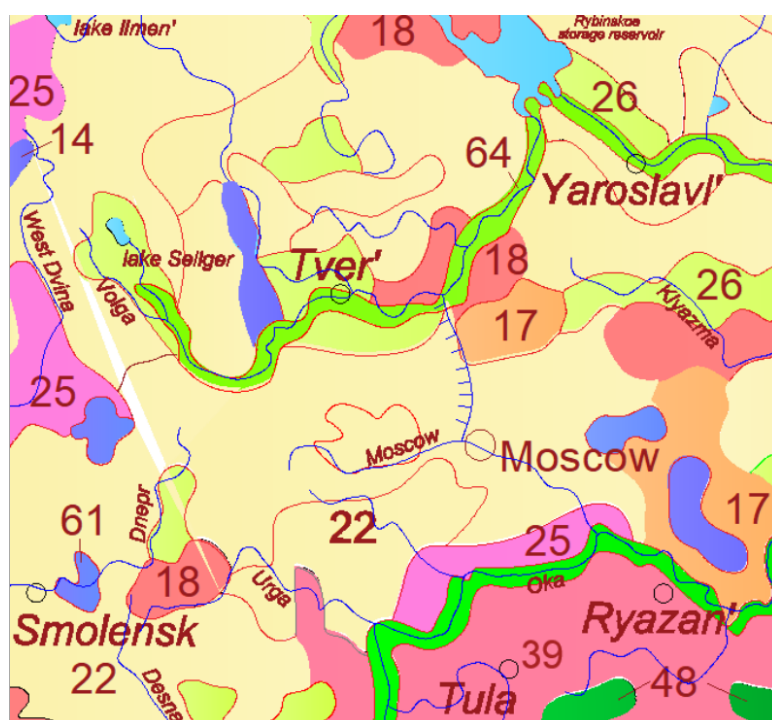 lake Ilmen'
Rybinskoe
storage reservoir
18
25
26
14
64
Yaroslavl'
West Dvina
lake Seliger
Tver'
18
Volga
26
Klyazma
17
25
Moscow
Moscow
61
Dnepr
22
17
25
18
Urga
Oka
Smolensk
Ryazan'
39
22
Desna
Tula
48